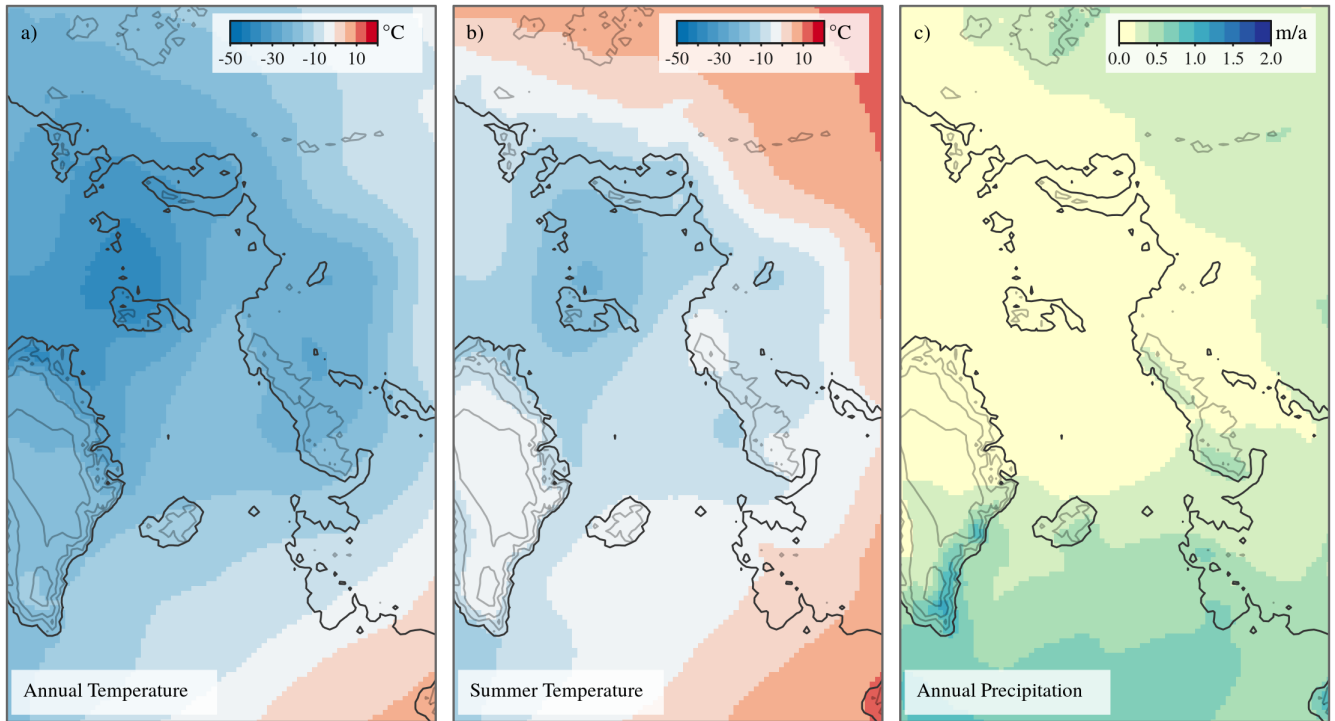 a)
°C
-50 -30 -10 10
Annual Temperature
b)
°C
-50 -30 -10 10
Summer Temperature
c)
m/a
0.0 0.5 1.0 1.5 2.0
Annual Precipitation